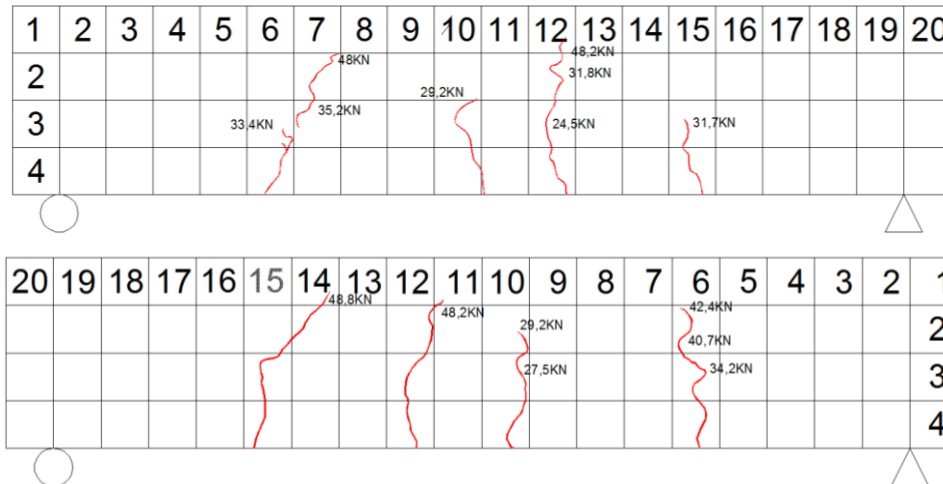 1 2 3 4 5 6 7 8 9 10 11 12 13 14 15 16 17 18 19 20
48,2KN
48KN
2
31,8KN
29,2KN
35,2KN
3
33,4KN
24,5KN
31,7KN
4
20 19 18 17 16 15 14 13 12 11 10 9 8 7 6 5 4 3 2 1
48,8KN
42,4KN
48,2KN
29,2KN
2
40,7KN
27,5KN
34,2KN
3
4